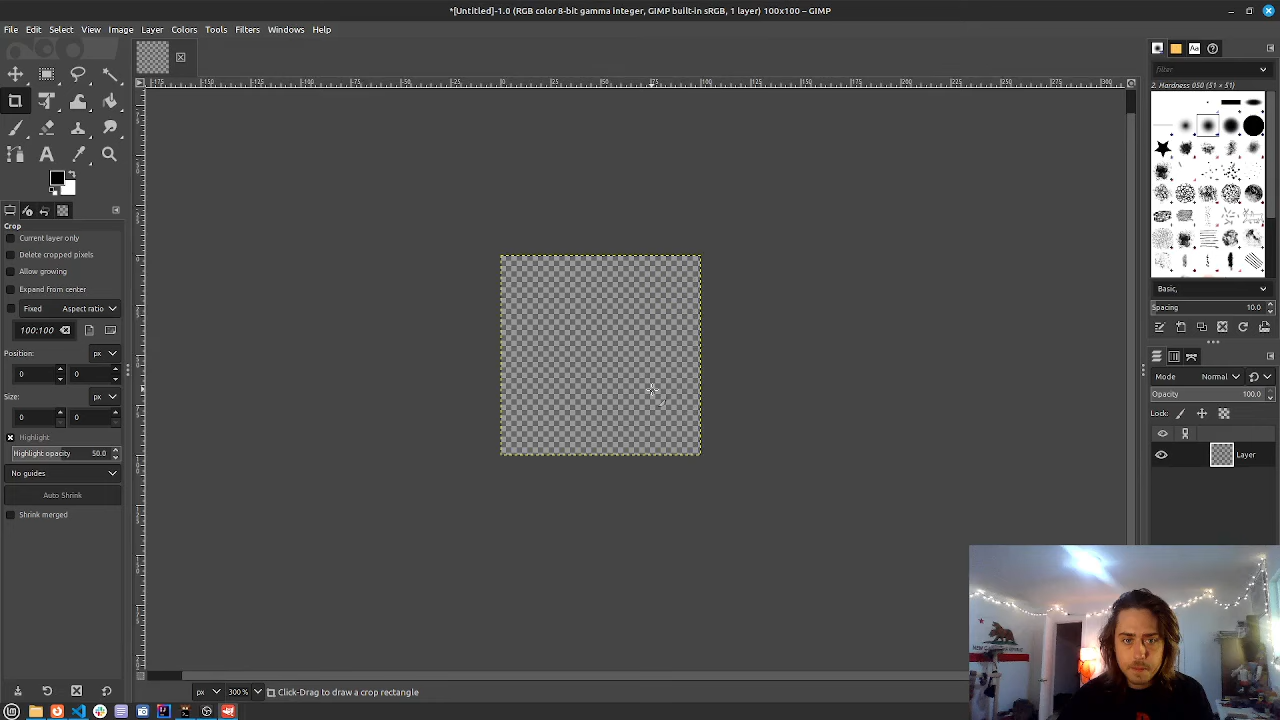 *[Untitled]-1.0 (RGB color 8-bit gamma integer, GIMP built-in sRGB, 1 layer) 100x100 – GIMP
File Edit Select View Image Layer Colors Tools Filters Windows Help
filter
2. Hardness 050 (51 x 51)
Crop
Current layer only
Delete cropped pixels
Allow growing
Expand from center
Fixed Aspect ratio
100:100
Position: px
0 0
Size: px
0 0
Highlight
Highlight opacity 50.0
No guides
Auto Shrink
Shrink merged
Basic,
Spacing 10.0
Mode Normal
Opacity 100.0
Lock:
Layer
px 300 % Click-Drag to draw a crop rectangle